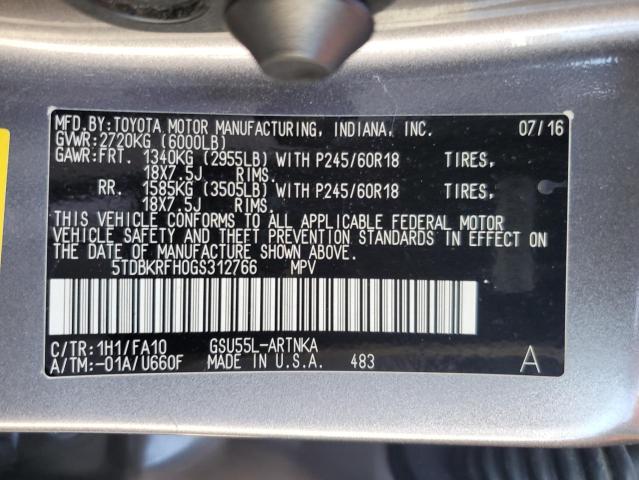 MFD.BY:TOYOTA MOTOR MANUFACTURING, INDIANA, INC. 07/16
GVWR:2720KG (6000LB)
GAWR:FRT. 1340KG (2955LB) WITH P245/60R18 TIRES,
18X7.5J RIMS.
RR. 1585KG (3505LB) WITH P245/60R18 TIRES,
18X7.5J RIMS.
THIS VEHICLE CONFORMS TO ALL APPLICABLE FEDERAL MOTOR
VEHICLE SAFETY AND THEFT PREVENTION STANDARDS IN EFFECT ON
THE DATE OF MANUFACTURE SHOWN ABOVE.
5TDBKRFH0GS312766 MPV
C/TR:1H1/FA10 GSU55L-ARTNKA
A/TM:-01A/U660F MADE IN U.S.A. 483 A